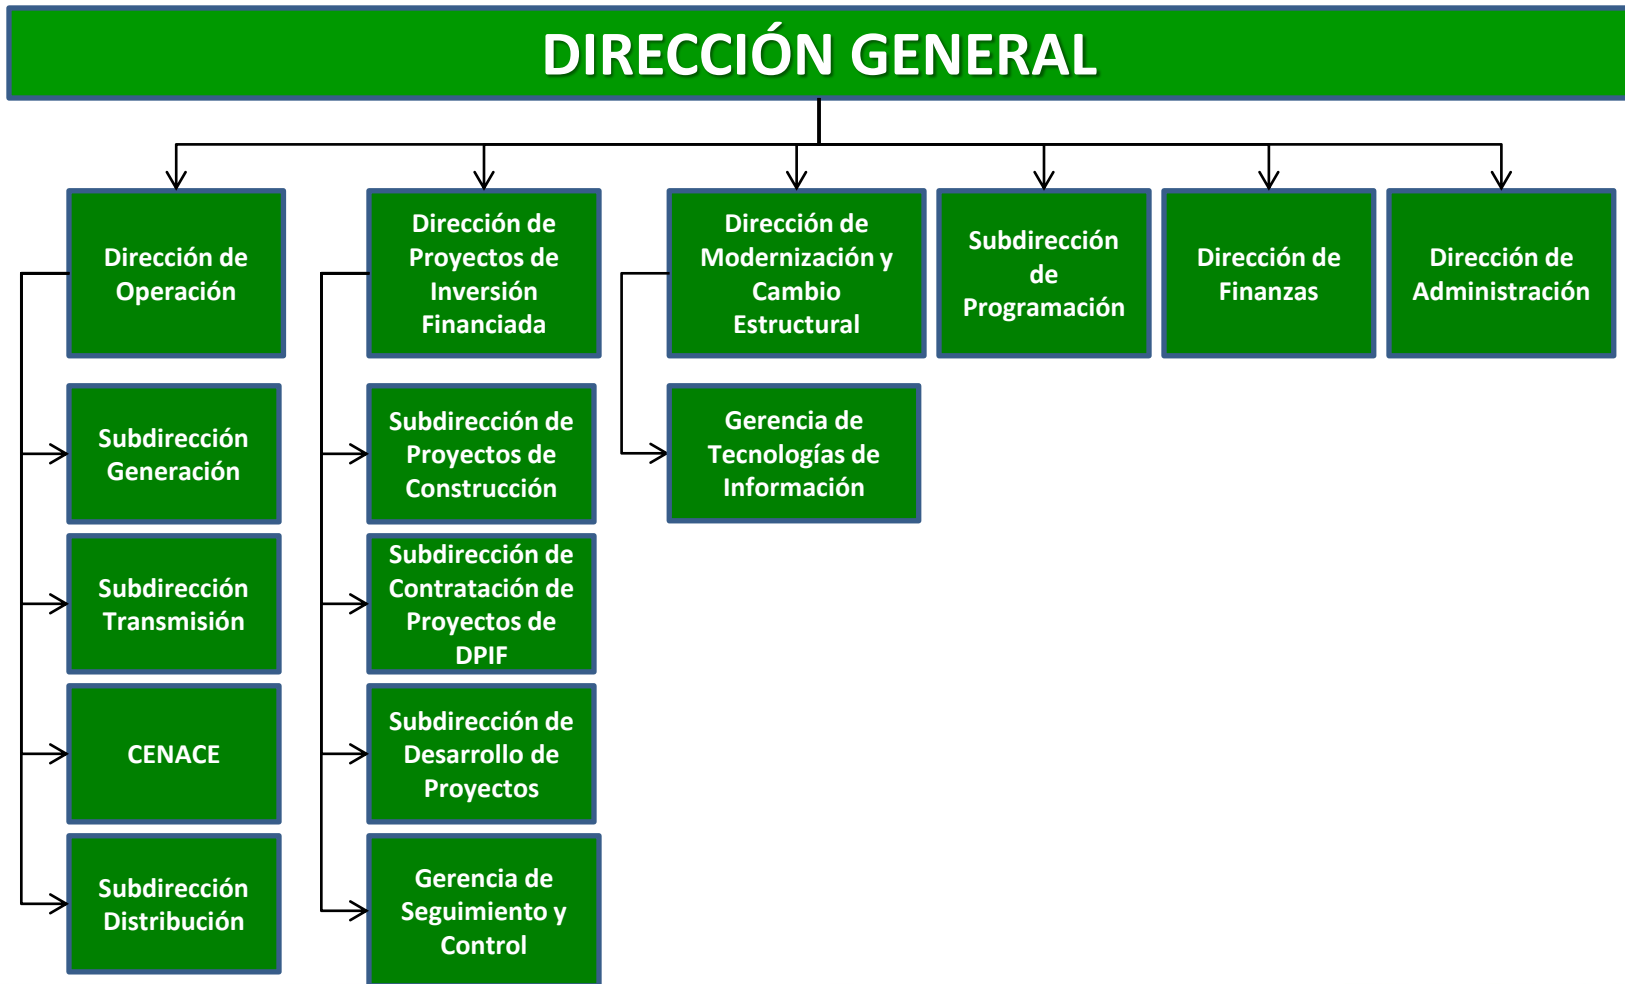 DIRECCIÓN GENERAL
Dirección de
Operación
Dirección de
Proyectos de
Inversión
Financiada
Dirección de
Modernización y
Cambio
Estructural
Subdirección
de
Programación
Dirección de
Finanzas
Dirección de
Administración
Subdirección
Generación
Subdirección de
Proyectos de
Construcción
Gerencia de
Tecnologías de
Información
Subdirección
Transmisión
Subdirección de
Contratación de
Proyectos de
DPIF
CENACE
Subdirección de
Desarrollo de
Proyectos
Subdirección
Distribución
Gerencia de
Seguimiento y
Control